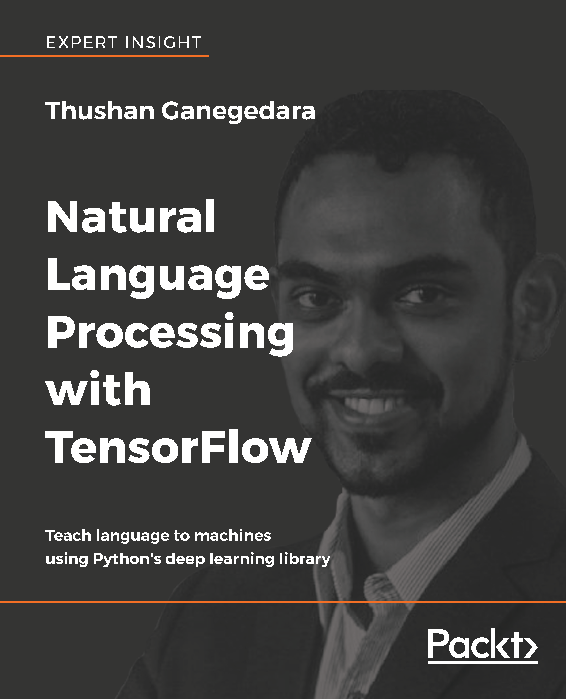 EXPERT INSIGHT
Thushan Ganegedara
Natural
Language
Processing
with
TensorFlow
Teach language to machines
using Python's deep learning library
Packt>